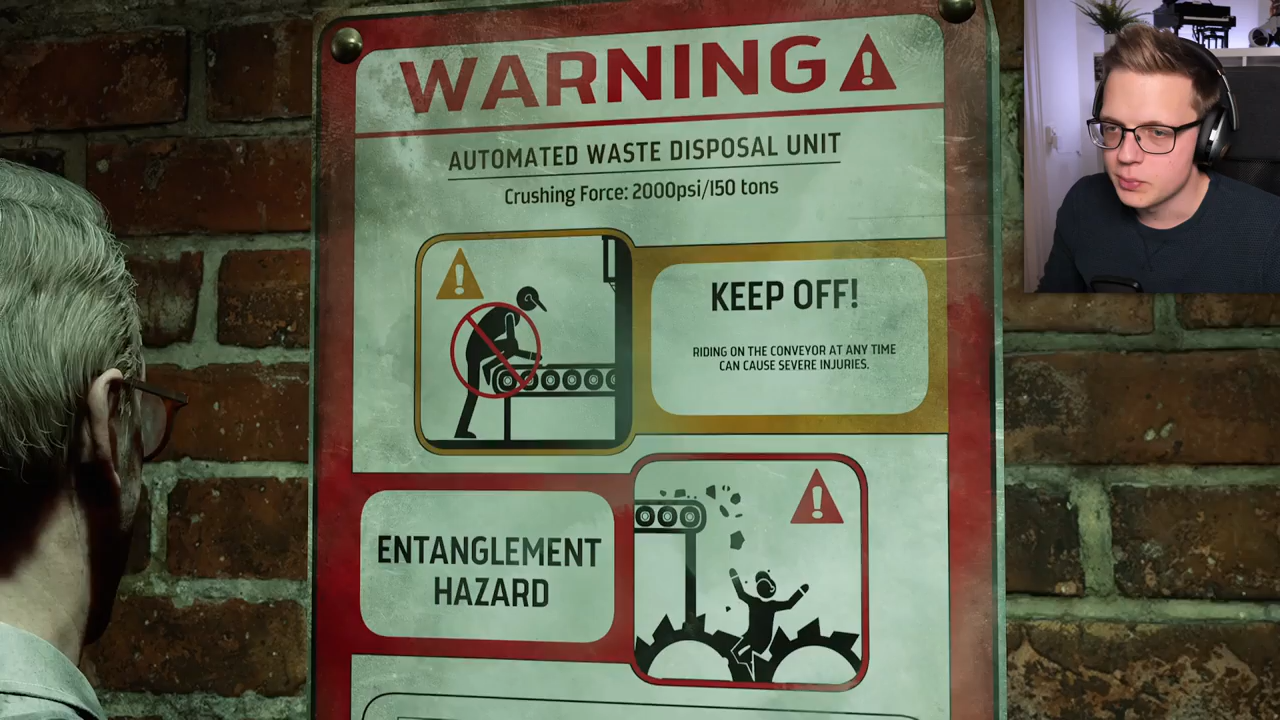 WARNING
AUTOMATED WASTE DISPOSAL UNIT
Crushing Force: 2000psi/150 tons
KEEP OFF!
RIDING ON THE CONVEYOR AT ANY TIME
CAN CAUSE SEVERE INJURIES.
ENTANGLEMENT
HAZARD